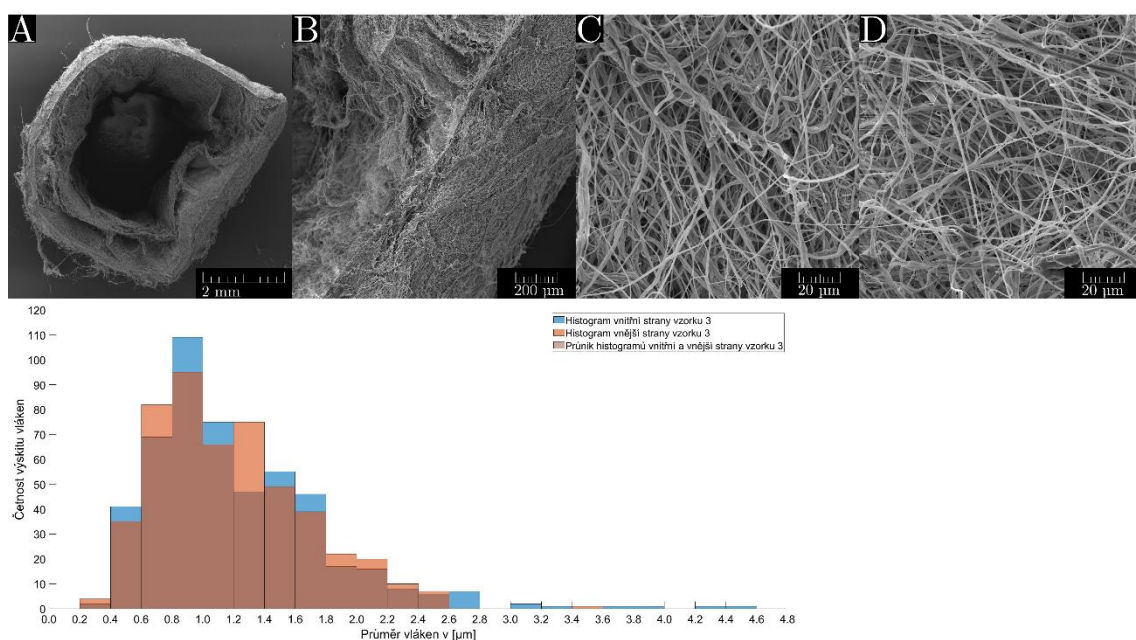 A
B
C
D
2 mm
200 µm
20 µm
20 µm
Histogram vnitřní strany vzorku 3
Histogram vnější strany vzorku 3
Průnik histogramů vnitřní a vnější strany vzorku 3
Četnost výskitu vláken
120
110
100
90
80
70
60
50
40
30
20
10
0
0.0 0.2 0.4 0.6 0.8 1.0 1.2 1.4 1.6 1.8 2.0 2.2 2.4 2.6 2.8 3.0 3.2 3.4 3.6 3.8 4.0 4.2 4.4 4.6 4.8
Průměr vláken v [µm]